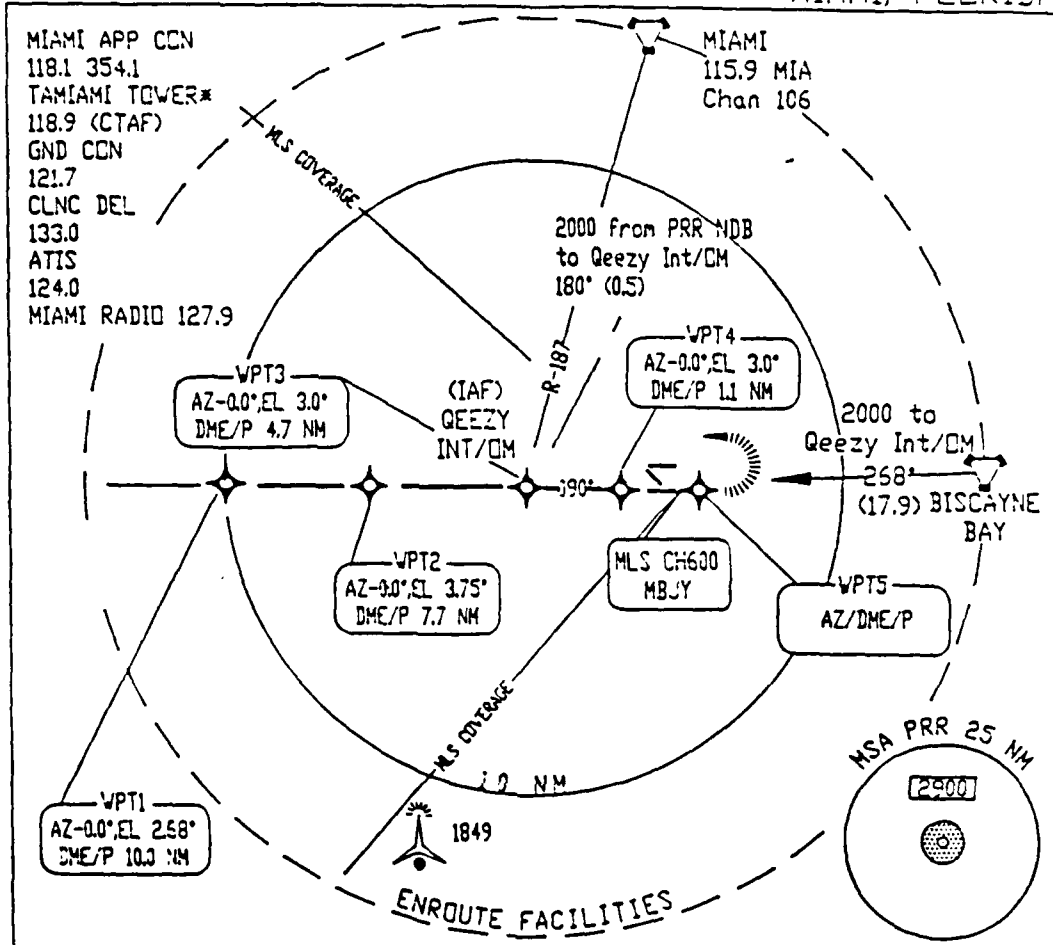 MIAMI APP CON
118.1 354.1
TAMIAMI TOWER*
118.9 (CTAF)
GND CON
121.7
CLNC DEL
133.0
ATIS
124.0
MIAMI RADIO 127.9
MIAMI
115.9 MIA
Chan 106
MLS COVERAGE
2000 from PRR NDB
to Qeezy Int/OM
180° (0.5)
R-187
WPT4
AZ-0.0°,EL 3.0°
DME/P 1.1 NM
WPT3
AZ-0.0°,EL 3.0°
DME/P 4.7 NM
(IAF)
QEEZY
INT/OM
2000 to
Qeezy Int/OM
268°
(17.9)
BISCAYNE
BAY
090°
WPT2
AZ-0.0°,EL 3.75°
DME/P 7.7 NM
MLS CH600
MBJY
WPT5
AZ/DME/P
MLS COVERAGE
10 NM
WPT1
AZ-0.0°,EL 2.58°
DME/P 10.0 NM
1849
MSA PRR 25 NM
2900
ENROUTE FACILITIES